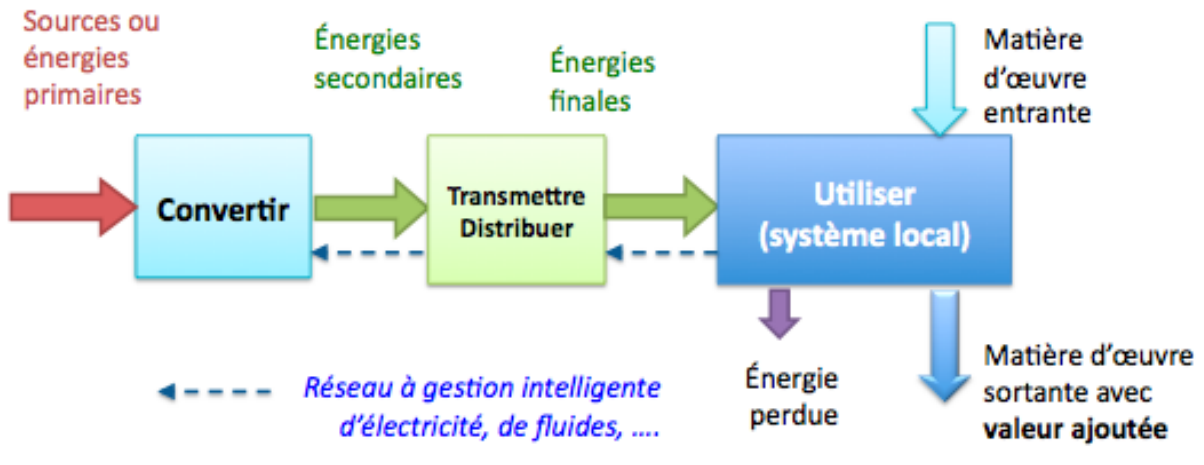 Sources ou
énergies
primaires
Énergies
secondaires
Énergies
finales
Matière
d'œuvre
entrante
Convertir
Transmettre
Distribuer
Utiliser
(système local)
Réseau à gestion intelligente
d'électricité, de fluides, ....
Énergie
perdue
Matière d'œuvre
sortante avec
valeur ajoutée